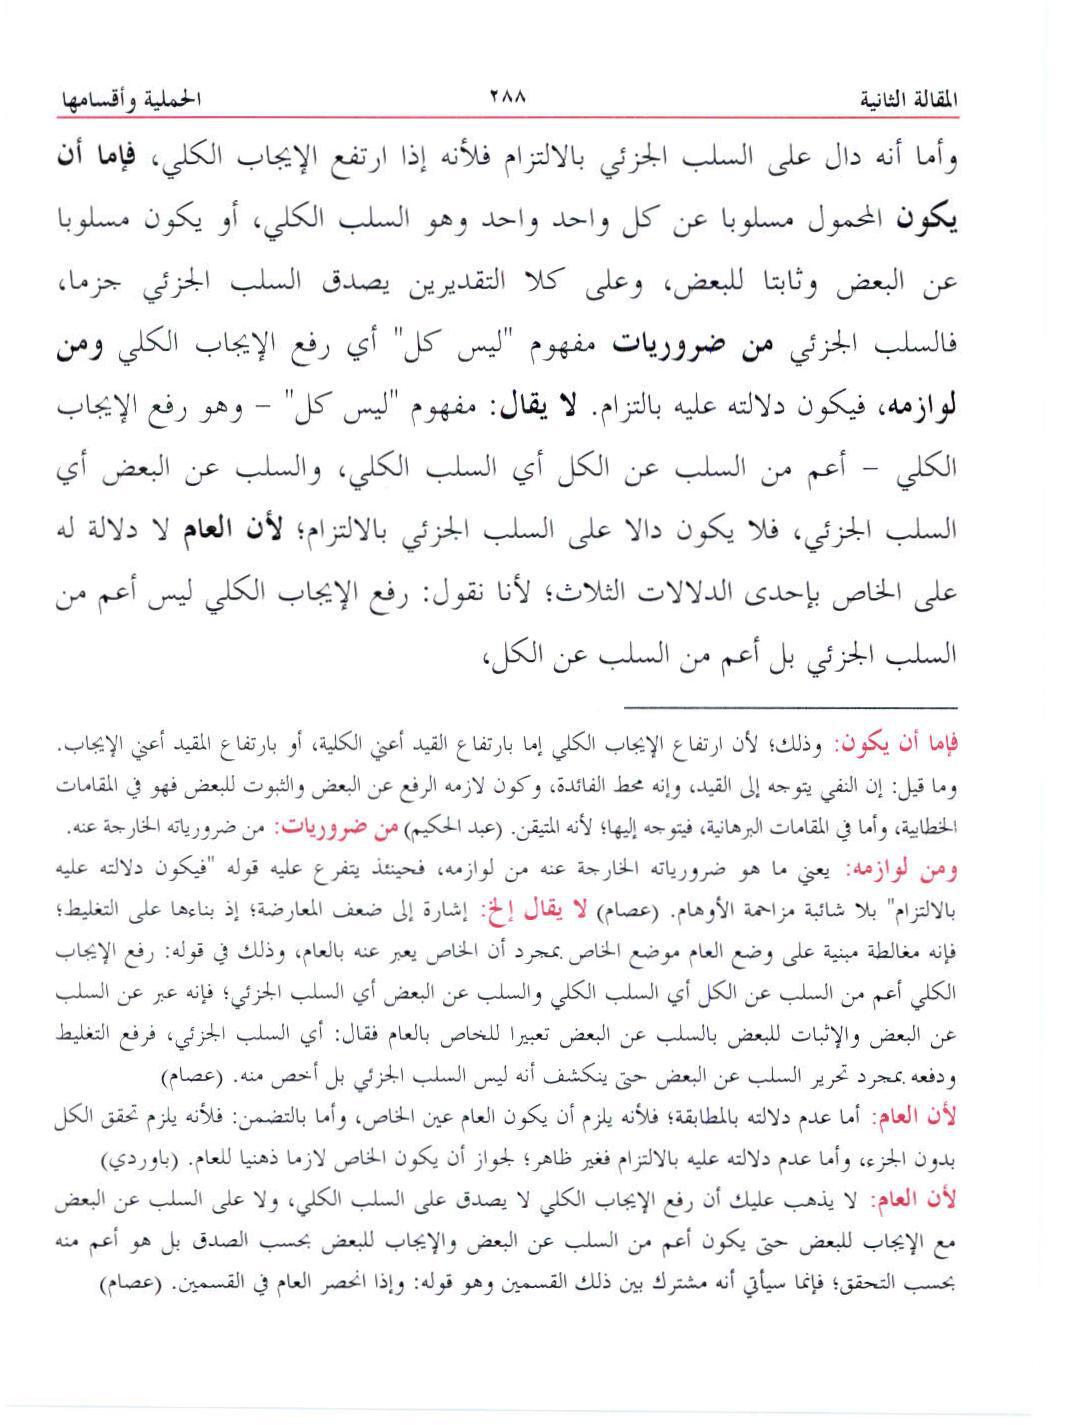 المقالة الثانية ٢٨٨ الحملية وأقسامها
وأما أنه دال على السلب الجزئي بالالتزام فلأنه إذا ارتفع الإيجاب الكلي، فإما أن
يكون المحمول مسلوبا عن كل واحد واحد وهو السلب الكلي، أو يكون مسلوبا
عن البعض وثابتا للبعض، وعلى كلا التقديرين يصدق السلب الجزئي جزما،
فالسلب الجزئي من ضروريات مفهوم "ليس كل" أي رفع الإيجاب الكلي ومن
لوازمه، فيكون دلالته عليه بالتزام. لا يقال: مفهوم "ليس كل" – وهو رفع الإيجاب
الكلي – أعم من السلب عن الكل أي السلب الكلي، والسلب عن البعض أي
السلب الجزئي، فلا يكون دالا على السلب الجزئي بالالتزام؛ لأن العام لا دلالة له
على الخاص بإحدى الدلالات الثلاث؛ لأنا نقول: رفع الإيجاب الكلي ليس أعم من
السلب الجزئي بل أعم من السلب عن الكل،
فإما أن يكون: وذلك؛ لأن ارتفاع الإيجاب الكلي إما بارتفاع القيد أعني الكلية، أو بارتفاع المقيد أعني الإيجاب.
وما قيل: إن النفي يتوجه إلى القيد، وإنه محط الفائدة، وكون لازمه الرفع عن البعض والثبوت للبعض فهو في المقامات
الخطابية، وأما في المقامات البرهانية، فيتوجه إليها؛ لأنه المتيقن. (عبد الحكيم) من ضروريات: من ضرورياته الخارجة عنه.
ومن لوازمه: يعني ما هو ضرورياته الخارجة عنه من لوازمه، فحينئذ يتفرع عليه قوله "فيكون دلالته عليه
بالالتزام" بلا شائبة مزاحمة الأوهام. (عصام) لا يقال إلخ: إشارة إلى ضعف المعارضة؛ إذ بناءها على التغليط؛
فإنه مغالطة مبنية على وضع العام موضع الخاص بمجرد أن الخاص يعبر عنه بالعام، وذلك في قوله: رفع الإيجاب
الكلي أعم من السلب عن الكل أي السلب الكلي والسلب عن البعض أي السلب الجزئي؛ فإنه عبر عن السلب
عن البعض والإثبات للبعض بالسلب عن البعض تعبيرا للخاص بالعام فقال: أي السلب الجزئي، فرفع التغليط
ودفعه بمجرد تحرير السلب عن البعض حتى ينكشف أنه ليس السلب الجزئي بل أخص منه. (عصام)
لأن العام: أما عدم دلالته بالمطابقة؛ فلأنه يلزم أن يكون العام عين الخاص، وأما بالتضمن: فلأنه يلزم تحقق الكل
بدون الجزء، وأما عدم دلالته عليه بالالتزام فغير ظاهر؛ لجواز أن يكون الخاص لازما ذهنيا للعام. (باوردي)
لأن العام: لا يذهب عليك أن رفع الإيجاب الكلي لا يصدق على السلب الكلي، ولا على السلب عن البعض
مع الإيجاب للبعض حتى يكون أعم من السلب عن البعض والإيجاب للبعض بحسب الصدق بل هو أعم منه
بحسب التحقق؛ فإنما سيأتي أنه مشترك بين ذلك القسمين وهو قوله: وإذا انحصر العام في القسمين. (عصام)